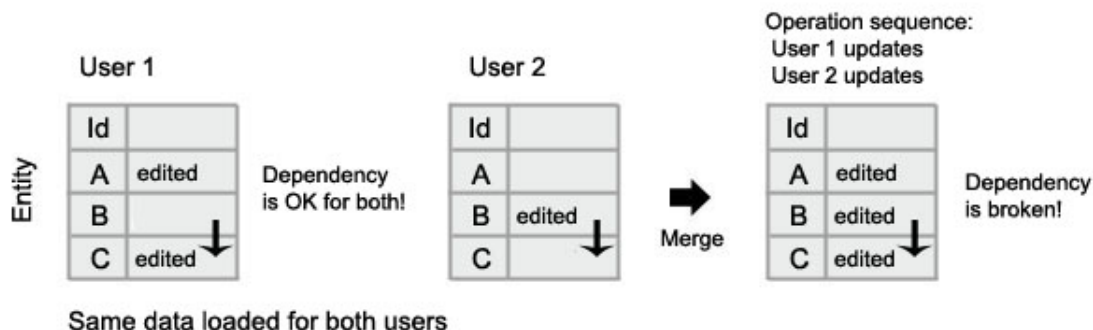 Operation sequence:
User 1 updates
User 2 updates
User 1
User 2
Entity
Id
A edited
B
C edited
Dependency
is OK for both!
Id
A
B edited
C
Merge
Id
A edited
B edited
C edited
Dependency
is broken!
Same data loaded for both users